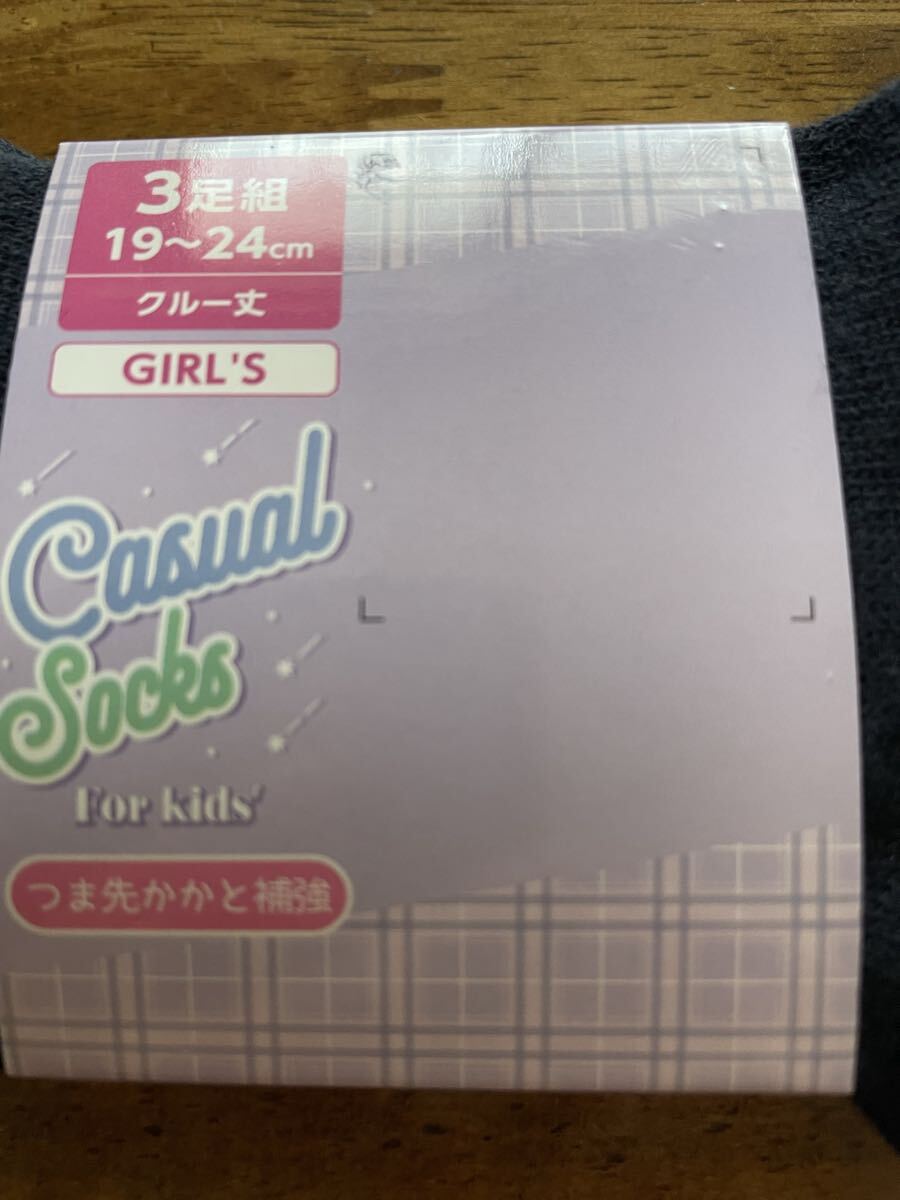 3足組
19～24cm
クルー丈
GIRL'S
Casual
Socks
For kids'
つま先かかと補強